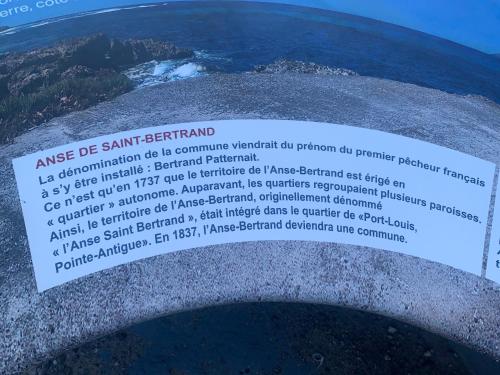 erre, côte
ANSE DE SAINT-BERTRAND
La dénomination de la commune viendrait du prénom du premier pêcheur français
à s'y être installé : Bertrand Patternait.
Ce n'est qu'en 1737 que le territoire de l'Anse-Bertrand est érigé en
« quartier » autonome. Auparavant, les quartiers regroupaient plusieurs paroisses.
Ainsi, le territoire de l'Anse-Bertrand, originellement dénommé
« l'Anse Saint Bertrand », était intégré dans le quartier de «Port-Louis,
Pointe-Antigue». En 1837, l'Anse-Bertrand deviendra une commune.